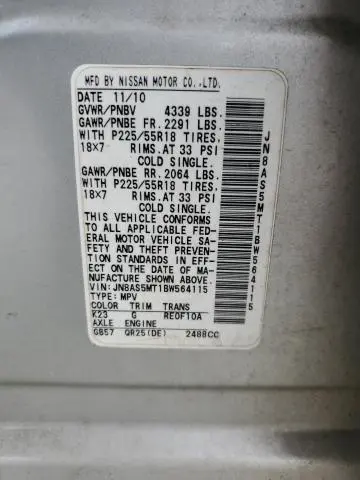 MFD BY NISSAN MOTOR CO.,LTD.
DATE 11/10
GVWR/PNBV 4339 LBS.
GAWR/PNBE FR. 2291 LBS.
WITH P225/55R18 TIRES,
18X7 RIMS. AT 33 PSI
COLD SINGLE.
GAWR/PNBE RR. 2064 LBS.
WITH P225/55R18 TIRES,
18X7 RIMS. AT 33 PSI
COLD SINGLE.
THIS VEHICLE CONFORMS
TO ALL APPLICABLE FED-
ERAL MOTOR VEHICLE SA-
FETY AND THEFT PREVEN-
TION STANDARDS IN EFF-
ECT ON THE DATE OF MA-
NUFACTURE SHOWN ABOVE.
VIN: JN8AS5MT1BW564115
TYPE: MPV
COLOR TRIM TRANS
K23 G RE0F10A
AXLE ENGINE
GB57 QR25(DE) 2488CC
JN8AS5MT1BW564115